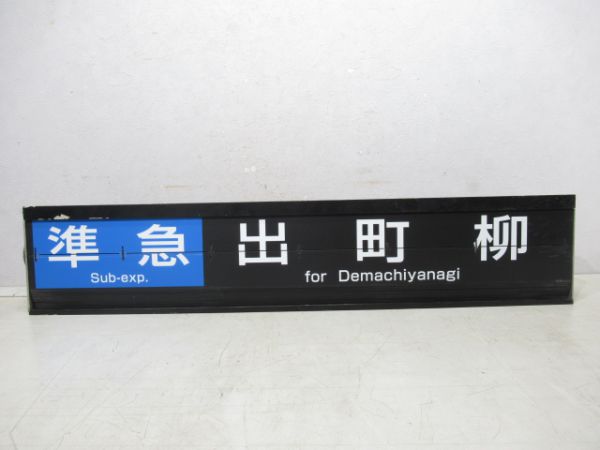 準急 出町柳
Sub-exp. for Demachiyanagi